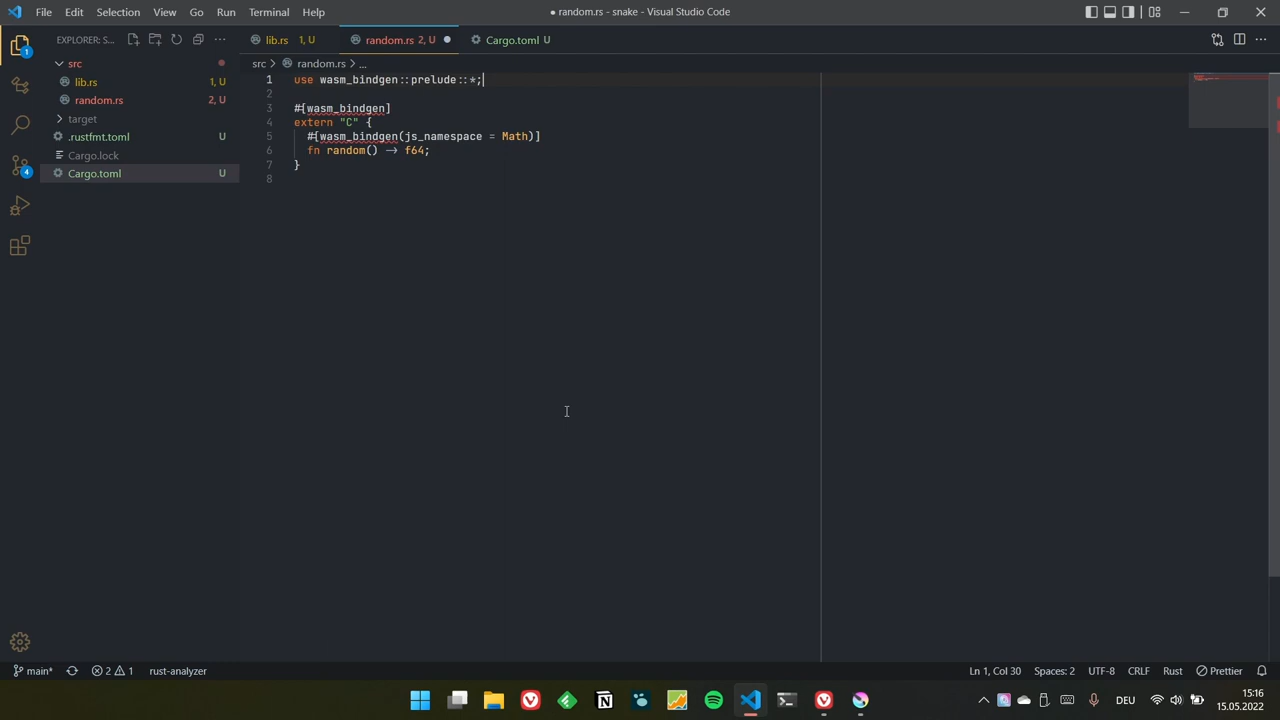 File Edit Selection View Go Run Terminal Help
● random.rs - snake - Visual Studio Code
EXPLORER: S... ...
lib.rs 1, U
random.rs 2, U ●
Cargo.toml U
src
src > random.rs > ...
lib.rs 1, U
random.rs 2, U
target
.rustfmt.toml U
Cargo.lock
Cargo.toml U
1 use wasm_bindgen::prelude::*;
2
3 #[wasm_bindgen]
4 extern "C" {
5 #[wasm_bindgen(js_namespace = Math)]
6 fn random() -> f64;
7 }
8
1
4
main* 2 1 rust-analyzer
Ln 1, Col 30 Spaces: 2 UTF-8 CRLF Rust Prettier
DEU
15:16
15.05.2022